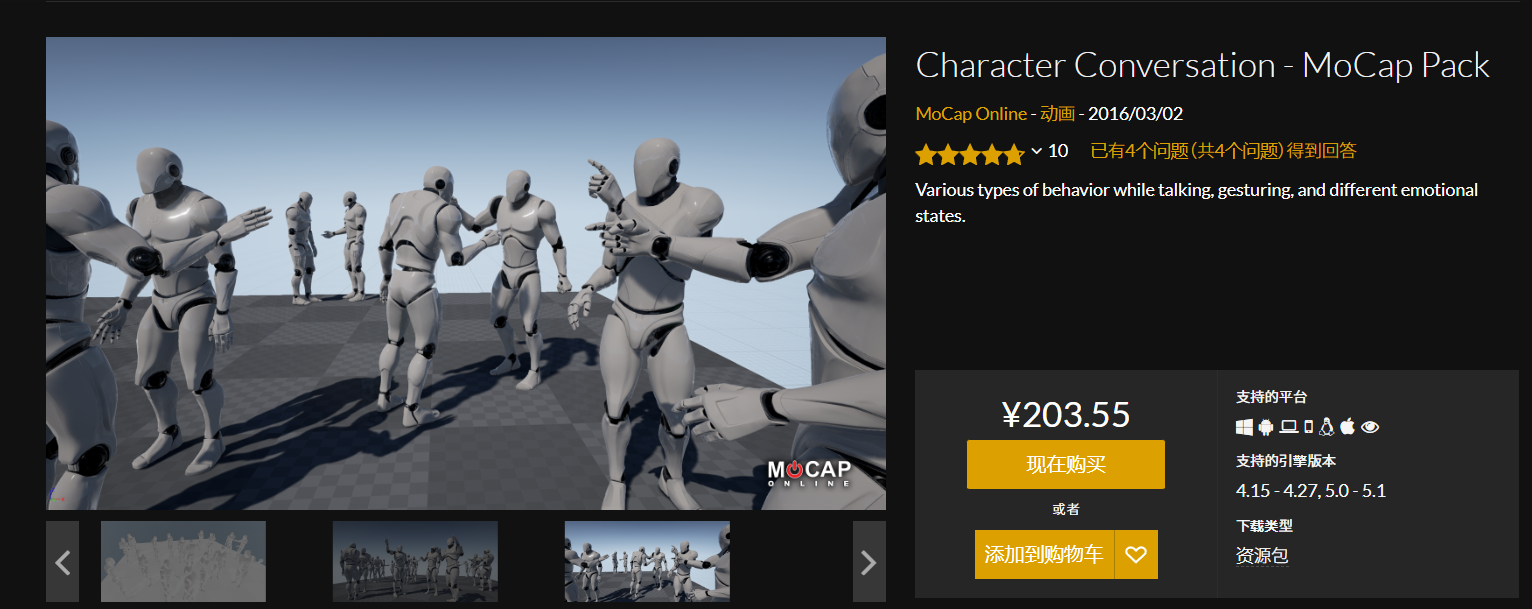 Character Conversation - MoCap Pack
MoCap Online - 动画 - 2016/03/02
10 已有4个问题（共4个问题）得到回答
Various types of behavior while talking, gesturing, and different emotional
states.
MOCAP
ONLINE
¥203.55
现在购买
或者
添加到购物车
支持的平台
支持的引擎版本
4.15 - 4.27, 5.0 - 5.1
下载类型
资源包